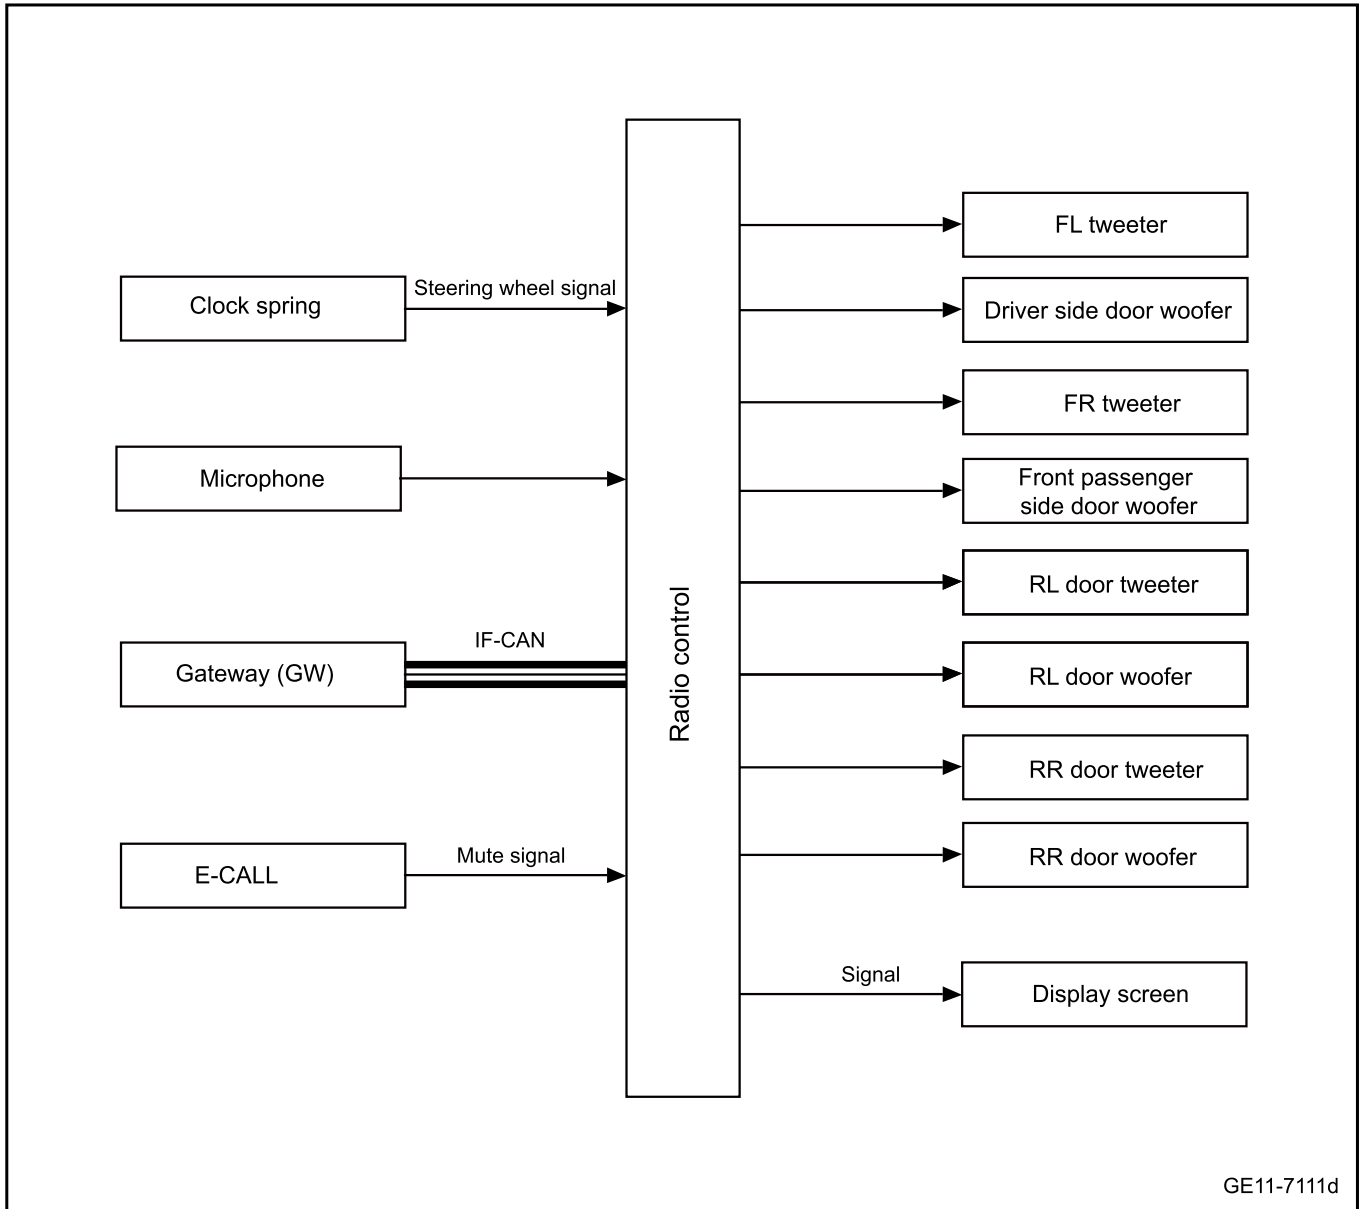 FL tweeter
Steering wheel signal
Clock spring
Driver side door woofer
FR tweeter
Microphone
Front passenger
side door woofer
RL door tweeter
IF-CAN
Gateway (GW)
Radio control
RL door woofer
RR door tweeter
Mute signal
E-CALL
RR door woofer
Signal
Display screen
GE11-7111d